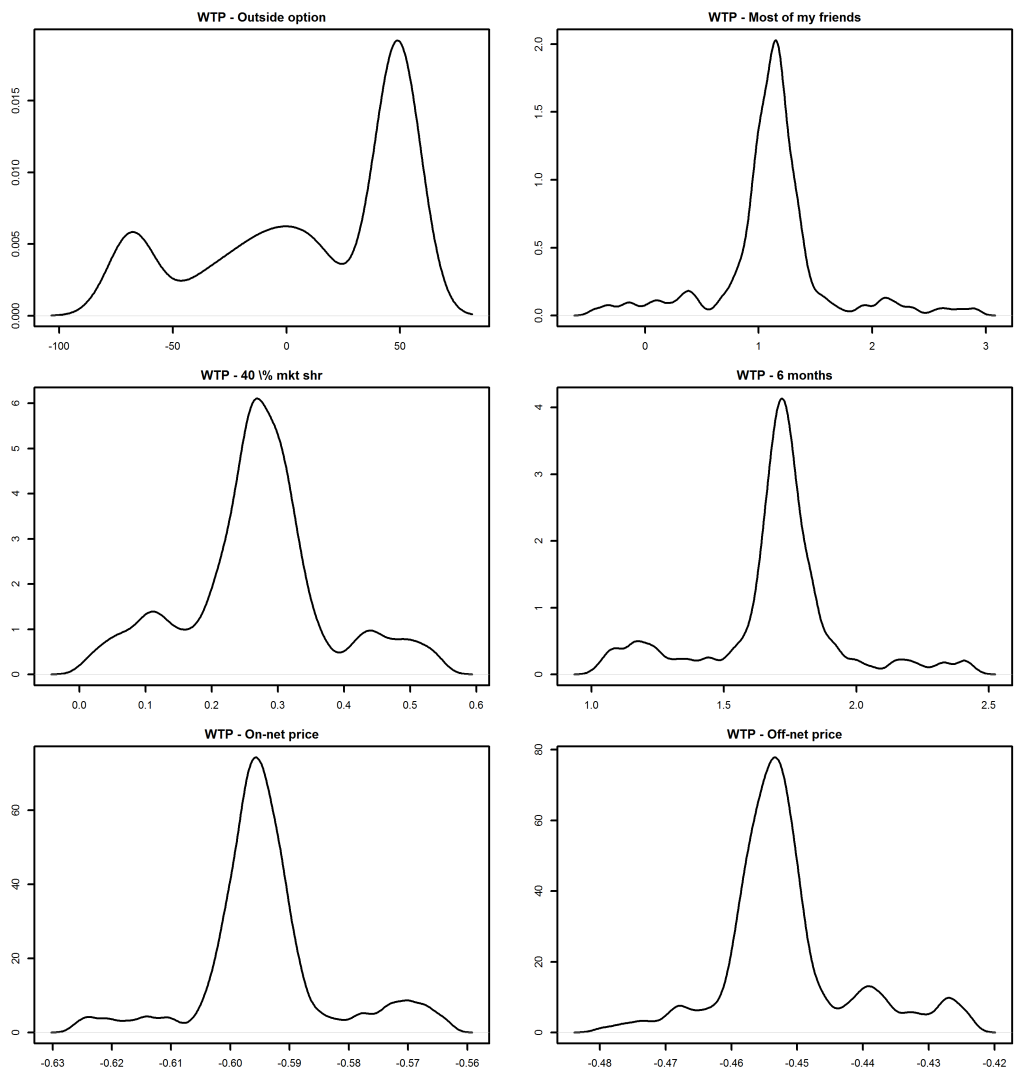 WTP - Outside option
0.015
0.010
0.005
0.000
-100 -50 0 50
WTP - Most of my friends
2.0
1.5
1.0
0.5
0.0
0 1 2 3
WTP - 40 \% mkt shr
6
5
4
3
2
1
0
0.0 0.1 0.2 0.3 0.4 0.5 0.6
WTP - 6 months
4
3
2
1
0
1.0 1.5 2.0 2.5
WTP - On-net price
60
40
20
0
-0.63 -0.62 -0.61 -0.60 -0.59 -0.58 -0.57 -0.56
WTP - Off-net price
80
60
40
20
0
-0.48 -0.47 -0.46 -0.45 -0.44 -0.43 -0.42